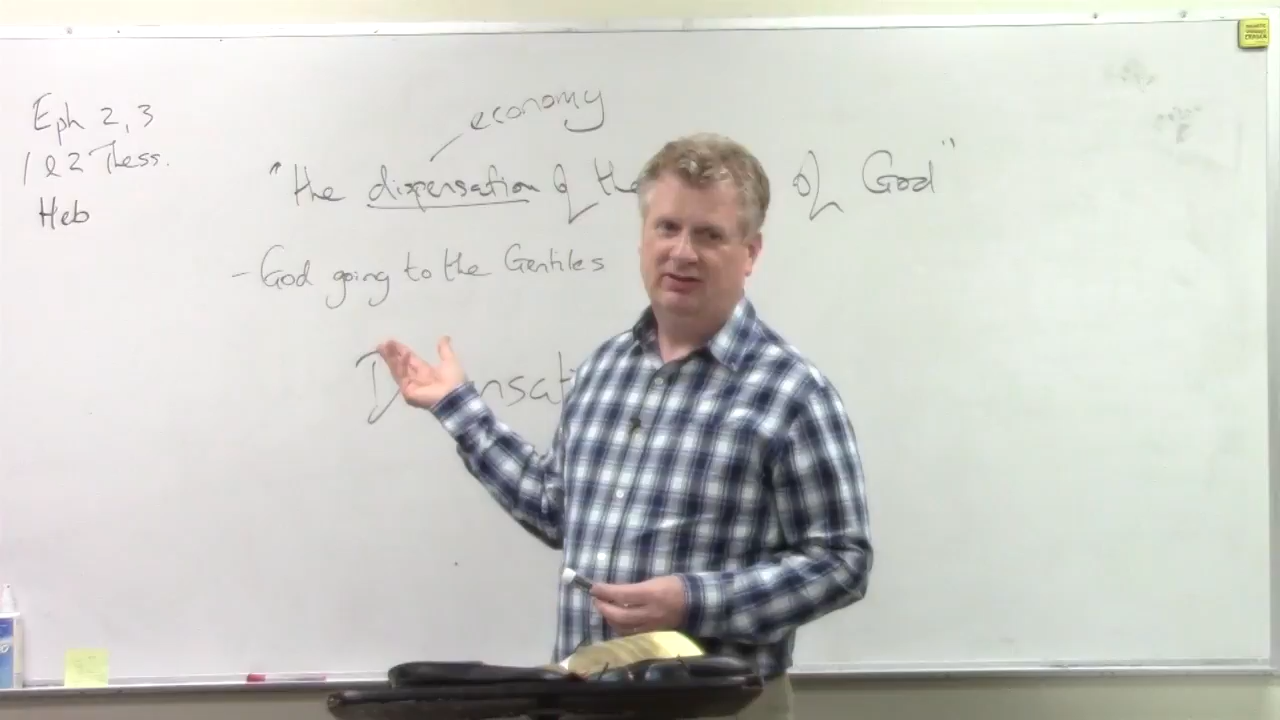 Eph 2, 3
1 & 2 Thess.
Heb
economy
"the dispensation of the of God"
- God going to the Gentiles